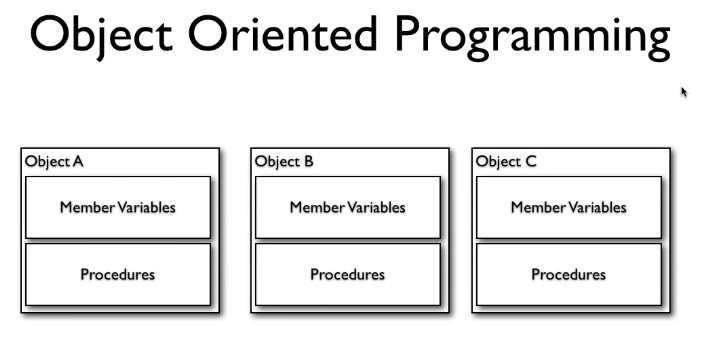 Object Oriented Programming
Object A
Member Variables
Procedures
Object B
Member Variables
Procedures
Object C
Member Variables
Procedures